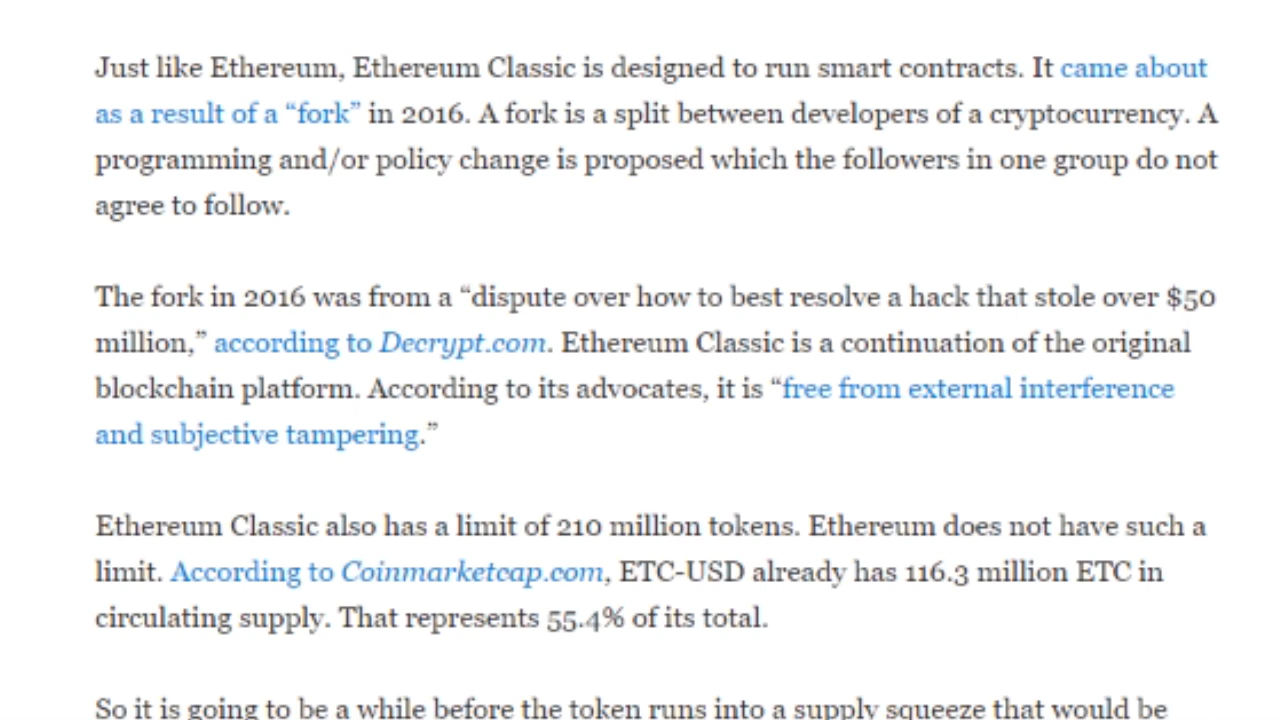 Just like Ethereum, Ethereum Classic is designed to run smart contracts. It came about
as a result of a “fork” in 2016. A fork is a split between developers of a cryptocurrency. A
programming and/or policy change is proposed which the followers in one group do not
agree to follow.
The fork in 2016 was from a “dispute over how to best resolve a hack that stole over $50
million,” according to Decrypt.com. Ethereum Classic is a continuation of the original
blockchain platform. According to its advocates, it is “free from external interference
and subjective tampering.”
Ethereum Classic also has a limit of 210 million tokens. Ethereum does not have such a
limit. According to Coinmarketcap.com, ETC-USD already has 116.3 million ETC in
circulating supply. That represents 55.4% of its total.
So it is going to be a while before the token runs into a supply squeeze that would be